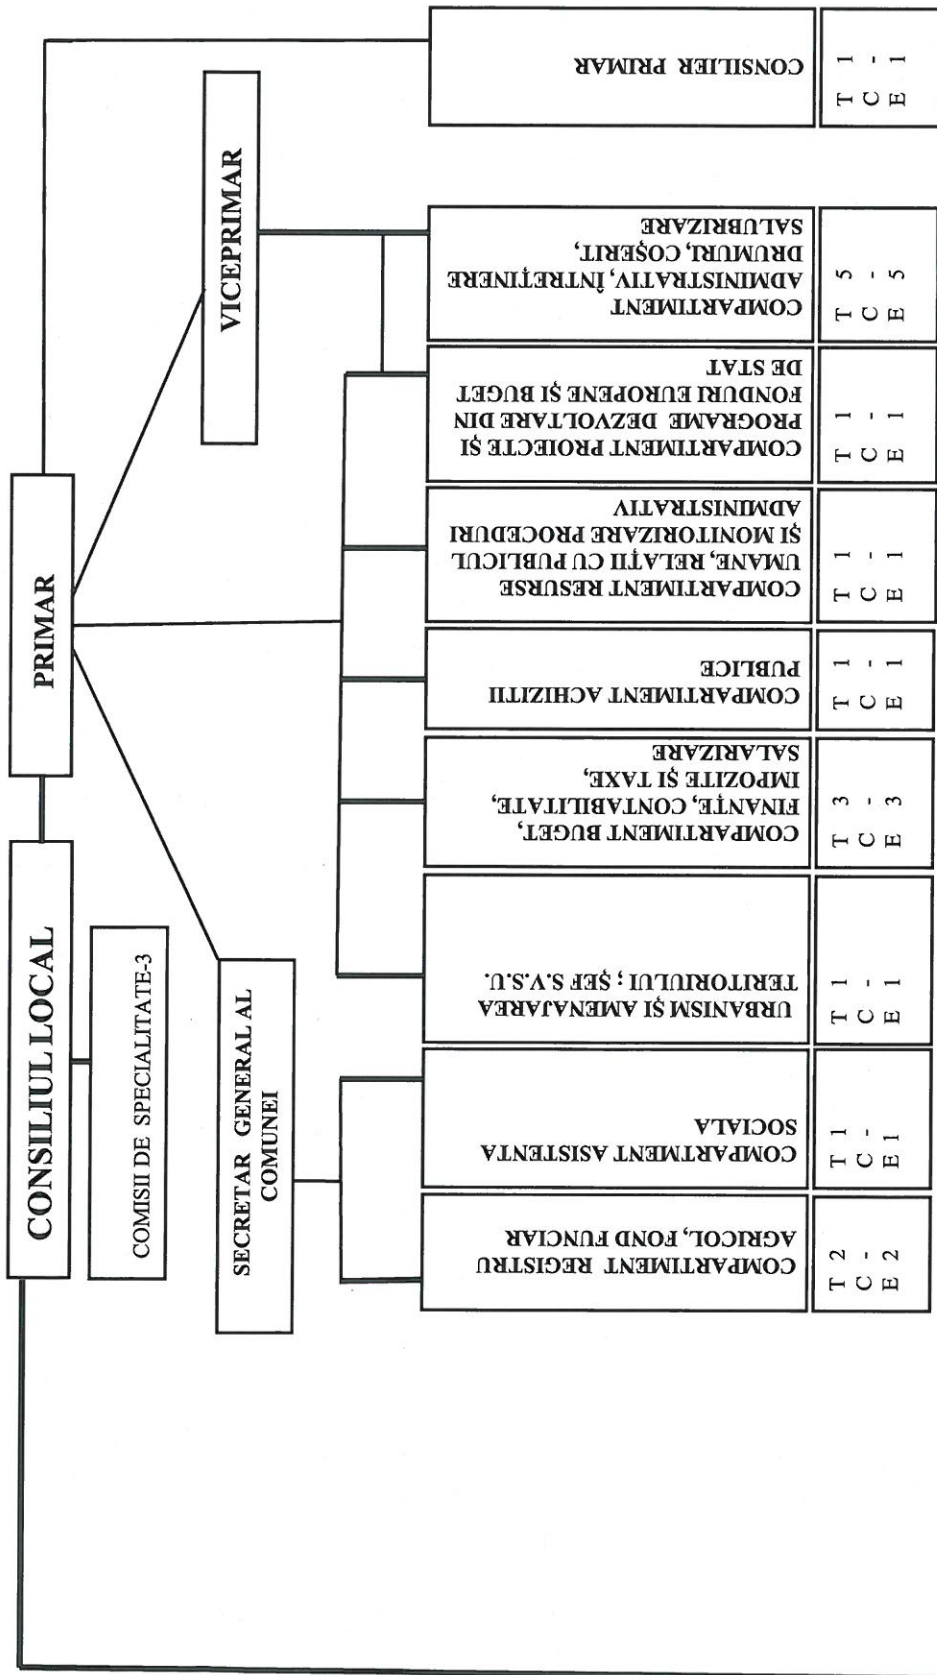 CONSILIUL LOCAL
PRIMAR
COMISII DE SPECIALITATE-3
VICEPRIMAR
SECRETAR GENERAL AL
COMUNEI
COMPARTIMENT REGISTRU
AGRICOL, FOND FUNCIAR
T 2
C -
E 2
COMPARTMENT ASISTENTA
SOCIALA
T 1
C -
E1
URBANISM ȘI AMENAJAREA
TERITORIULUI ; ȘEF S.V.S.U.
T 1
C -
E 1
COMPARTIMENT BUGET,
FINANȚE, CONTABILITATE,
IMPOZITE ȘI TAXE,
SALARIZARE
T 3
C -
E 3
COMPARTIMENT ACHIZITII
PUBLICE
T 1
C -
E 1
COMPARTIMENT RESURSE
UMANE, RELAȚII CU PUBLICUL
ȘI MONITORIZARE PROCEDURI
ADMINISTRATIV
T 1
C -
E 1
COMPARTIMENT PROIECTE ȘI
PROGRAME DEZVOLTARE DIN
FONDURI EUROPENE ȘI BUGET
DE STAT
T 1
C -
E 1
COMPARTIMENT
ADMINISTRATIV, ÎNTREȚINERE
DRUMURI, COȘERIT,
SALUBRIZARE
T 5
C -
E 5
CONSILIER PRIMAR
T 1
C -
E 1